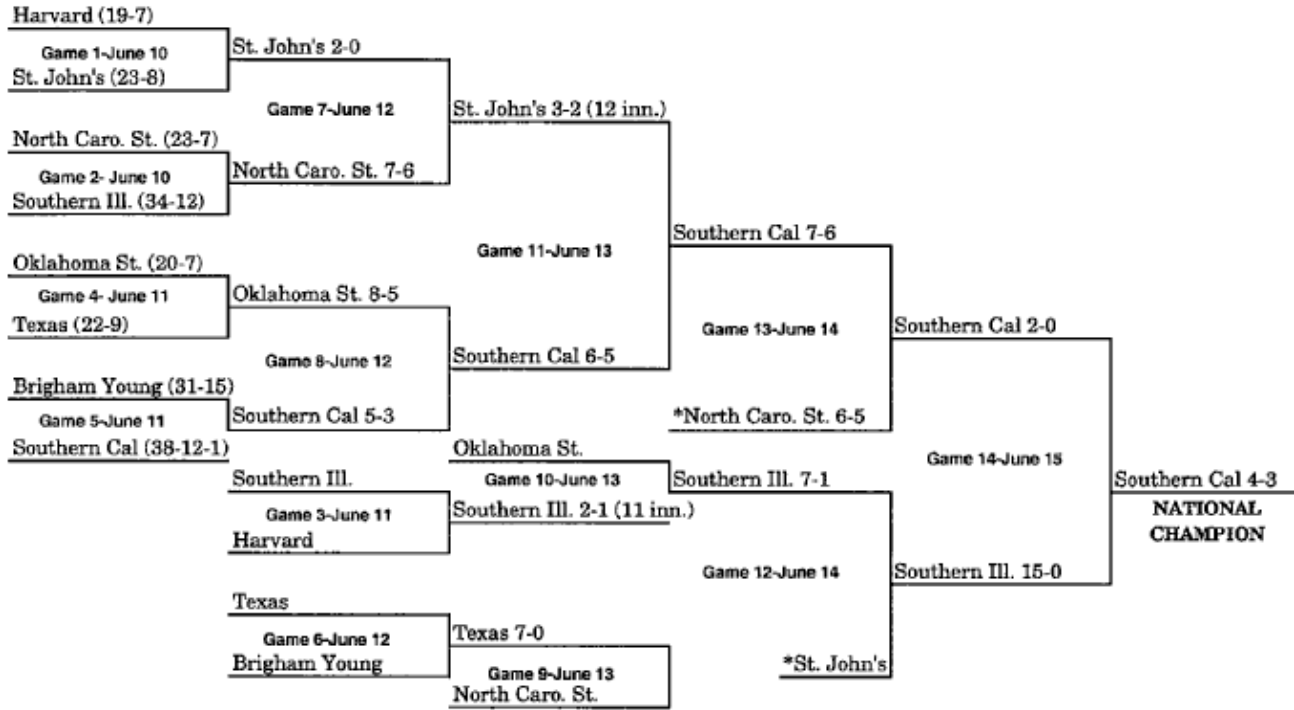 Harvard (19-7)
Game 1-June 10
St. John's (23-8)
St. John's 2-0
Game 7-June 12
North Caro. St. (23-7)
Game 2- June 10
Southern Ill. (34-12)
North Caro. St. 7-6
St. John's 3-2 (12 inn.)
Game 11-June 13
Oklahoma St. (20-7)
Game 4- June 11
Texas (22-9)
Oklahoma St. 8-5
Game 8-June 12
Brigham Young (31-15)
Game 5-June 11
Southern Cal (38-12-1)
Southern Cal 5-3
Southern Cal 6-5
Southern Cal 7-6
Game 13-June 14
*North Caro. St. 6-5
Southern Cal 2-0
Game 14-June 15
Southern Ill.
Game 3-June 11
Harvard
Oklahoma St.
Game 10-June 13
Southern Ill. 2-1 (11 inn.)
Southern Ill. 7-1
Game 12-June 14
*St. John's
Southern Ill. 15-0
Texas
Game 6-June 12
Brigham Young
Texas 7-0
Game 9-June 13
North Caro. St.
Southern Cal 4-3
NATIONAL
CHAMPION